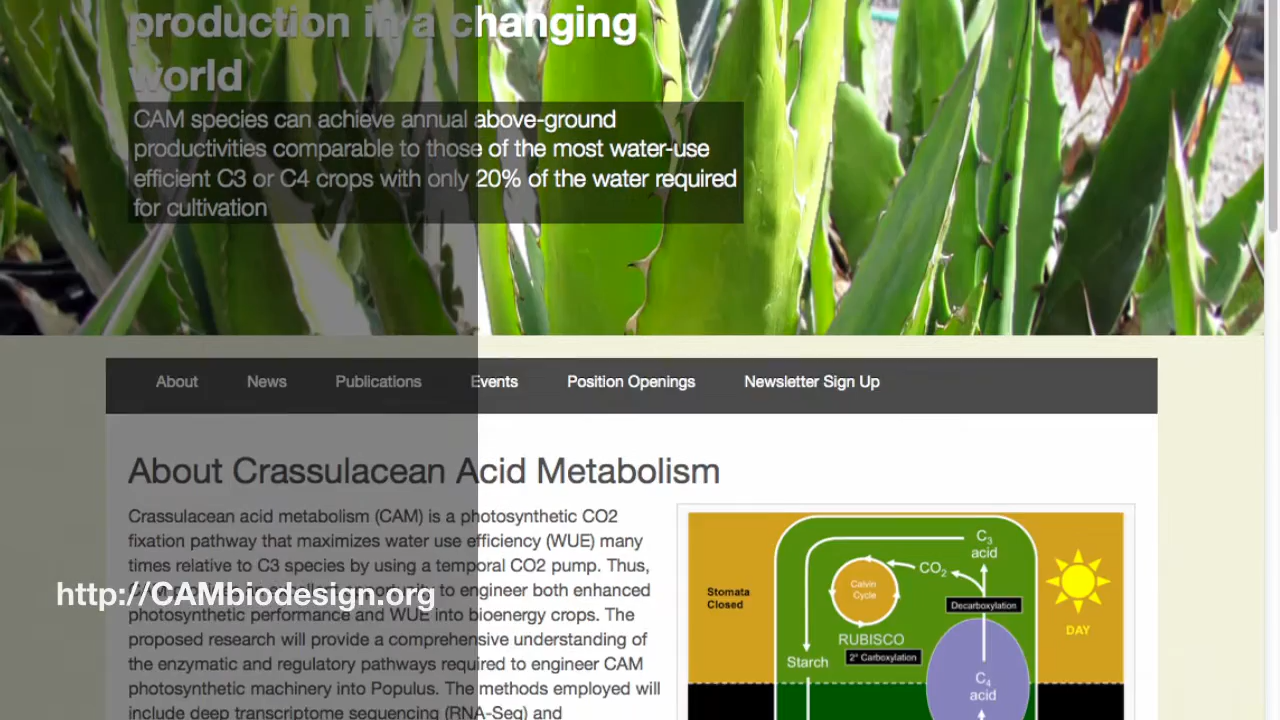 production in a changing
world
CAM species can achieve annual above-ground
productivities comparable to those of the most water-use
efficient C3 or C4 crops with only 20% of the water required
for cultivation
About News Publications Events Position Openings Newsletter Sign Up
About Crassulacean Acid Metabolism
Crassulacean acid metabolism (CAM) is a photosynthetic CO2
fixation pathway that maximizes water use efficiency (WUE) many
times relative to C3 species by using a temporal CO2 pump. Thus,
to engineer both enhanced
http://CAMbiodesign.org
photosynthetic performance and WUE into bioenergy crops. The
proposed research will provide a comprehensive understanding of
the enzymatic and regulatory pathways required to engineer CAM
photosynthetic machinery into Populus. The methods employed will
include deep transcriptome sequencing (RNA-Seq) and
Stomata
Closed
C3
acid
CO2
Calvin
Cycle
Decarboxylation
RUBISCO
2° Carboxylation
Starch
DAY
C4
acid